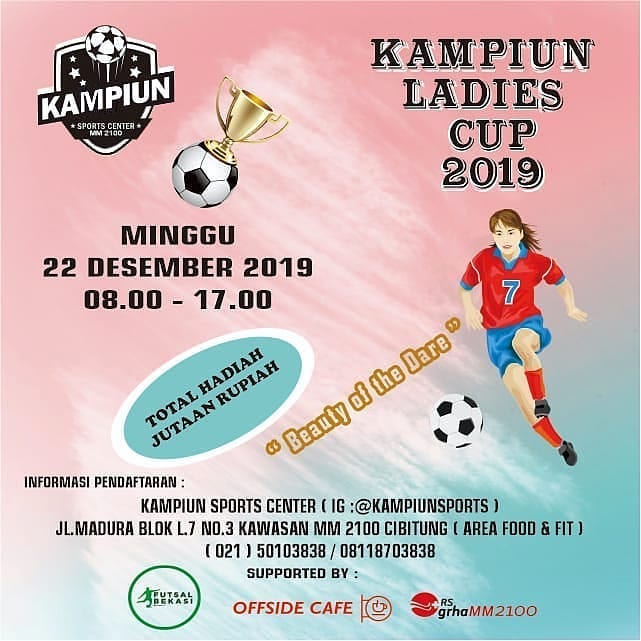 KAMPIUN
SPORTS CENTER
MM 2100
KAMPIUN
LADIES
CUP
2019
MINGGU
22 DESEMBER 2019
08.00 - 17.00
7
TOTAL HADIAH
JUTAAN RUPIAH
“ Beauty of the Dare ”
INFORMASI PENDAFTARAN :
KAMPIUN SPORTS CENTER ( IG :@KAMPIUNSPORTS )
JL.MADURA BLOK L.7 NO.3 KAWASAN MM 2100 CIBITUNG ( AREA FOOD & FIT )
( 021 ) 50103838 / 08118703838
SUPPORTED BY :
FUTSAL
BEKASI
OFFSIDE CAFE
RS
grhaMM2100